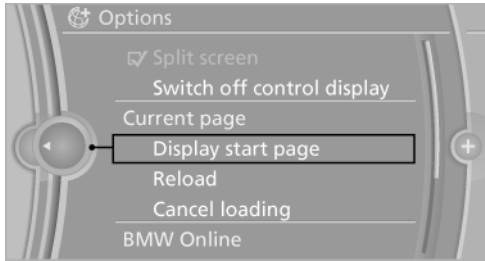 Options
Split screen
Switch off control display
Current page
Display start page
Reload
Cancel loading
BMW Online